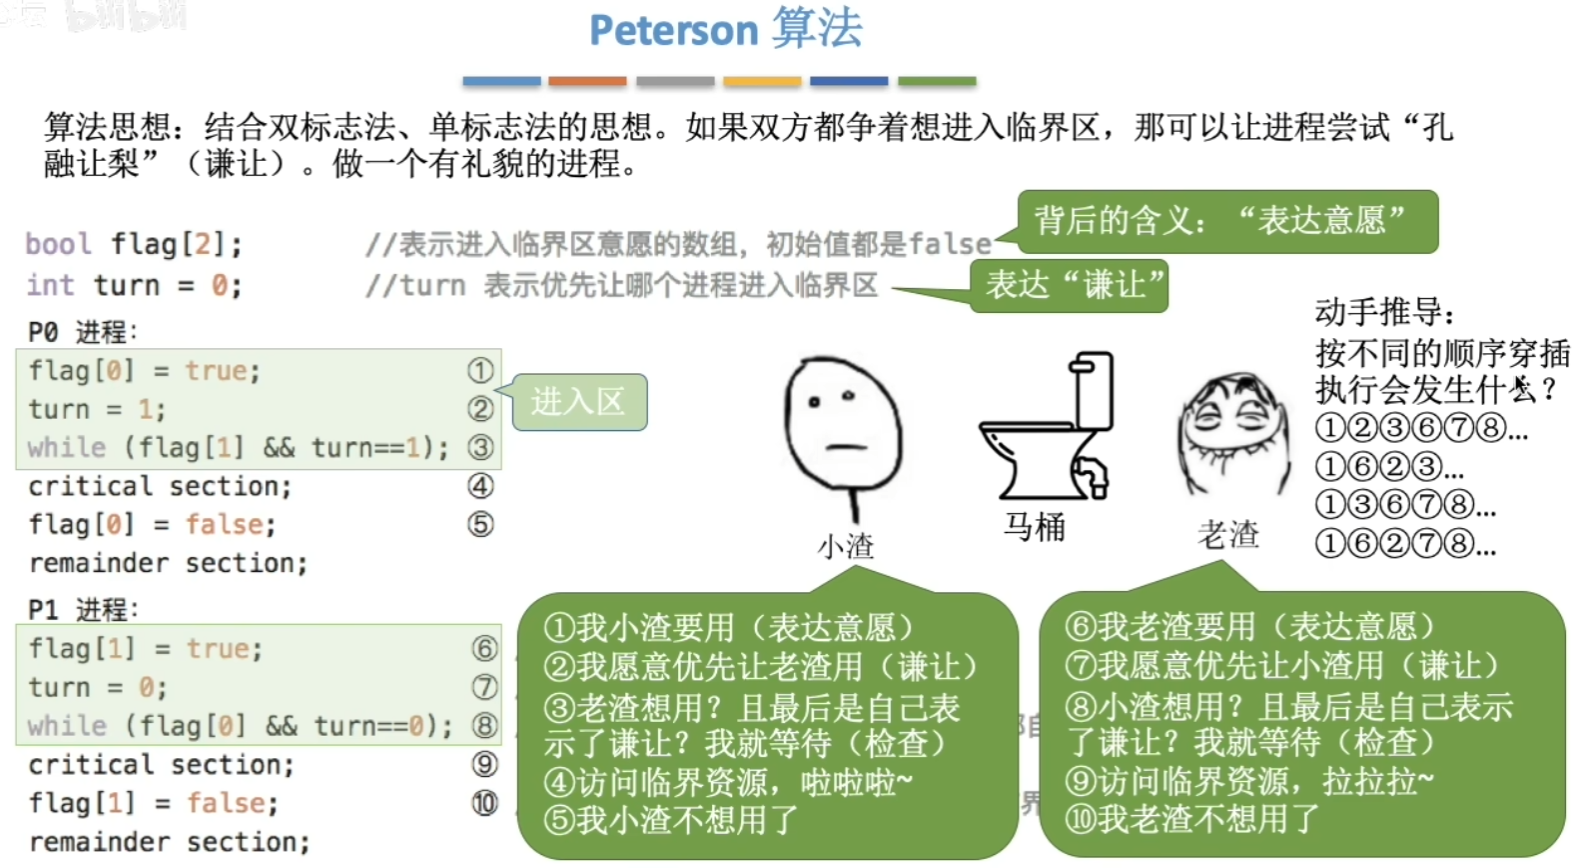 bilibili
Peterson 算法
算法思想：结合双标志法、单标志法的思想。如果双方都争着想进入临界区，那可以让进程尝试“孔
融让梨”（谦让）。做一个有礼貌的进程。
bool flag[2]; //表示进入临界区意愿的数组，初始值都是false
背后的含义：“表达意愿”
int turn = 0; //turn 表示优先让哪个进程进入临界区
表达“谦让”
P0 进程：
flag[0] = true; ①
turn = 1; ②
while (flag[1] && turn==1); ③
进入区
critical section; ④
flag[0] = false; ⑤
remainder section;
P1 进程：
flag[1] = true; ⑥
turn = 0; ⑦
while (flag[0] && turn==0); ⑧
critical section; ⑨
flag[1] = false; ⑩
remainder section;
小渣
马桶
老渣
动手推导：
按不同的顺序穿插
执行会发生什么？
①②③⑥⑦⑧...
①⑥②③...
①③⑥⑦⑧...
①⑥②⑦⑧...
①我小渣要用（表达意愿）
②我愿意优先让老渣用（谦让）
③老渣想用？且最后是自己表
示了谦让？我就等待（检查）
④访问临界资源，啦啦啦~
⑤我小渣不想用了
⑥我老渣要用（表达意愿）
⑦我愿意优先让小渣用（谦让）
⑧小渣想用？且最后是自己表示
了谦让？我就等待（检查）
⑨访问临界资源，拉拉拉~
⑩我老渣不想用了